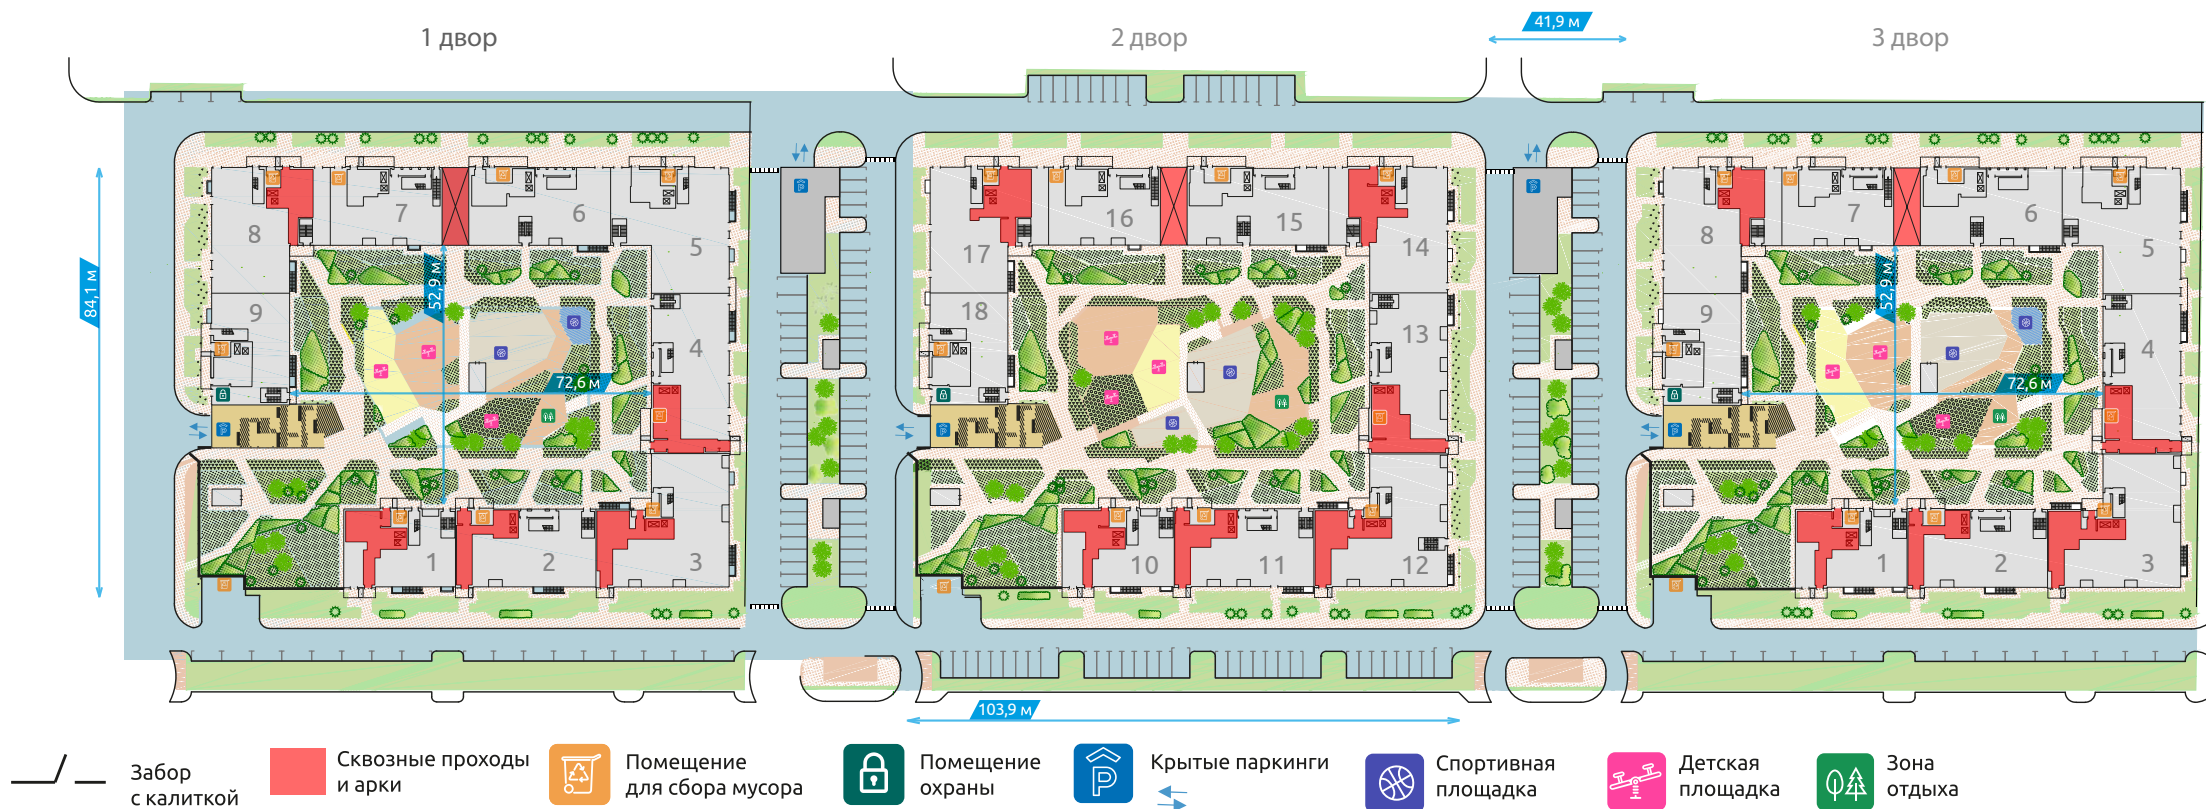 1 двор
2 двор
41,9 м
3 двор
84,1 м
7
6
8
5
52,9 м
9
4
72,6 м
1
2
3
16
15
17
14
18
13
10
11
12
7
6
8
5
52,9 м
9
4
72,6 м
1
2
3
103,9 м
Забор
с калиткой
Сквозные проходы
и арки
Помещение
для сбора мусора
Помещение
охраны
P
Крытые паркинги
Спортивная
площадка
Детская
площадка
Зона
отдыха